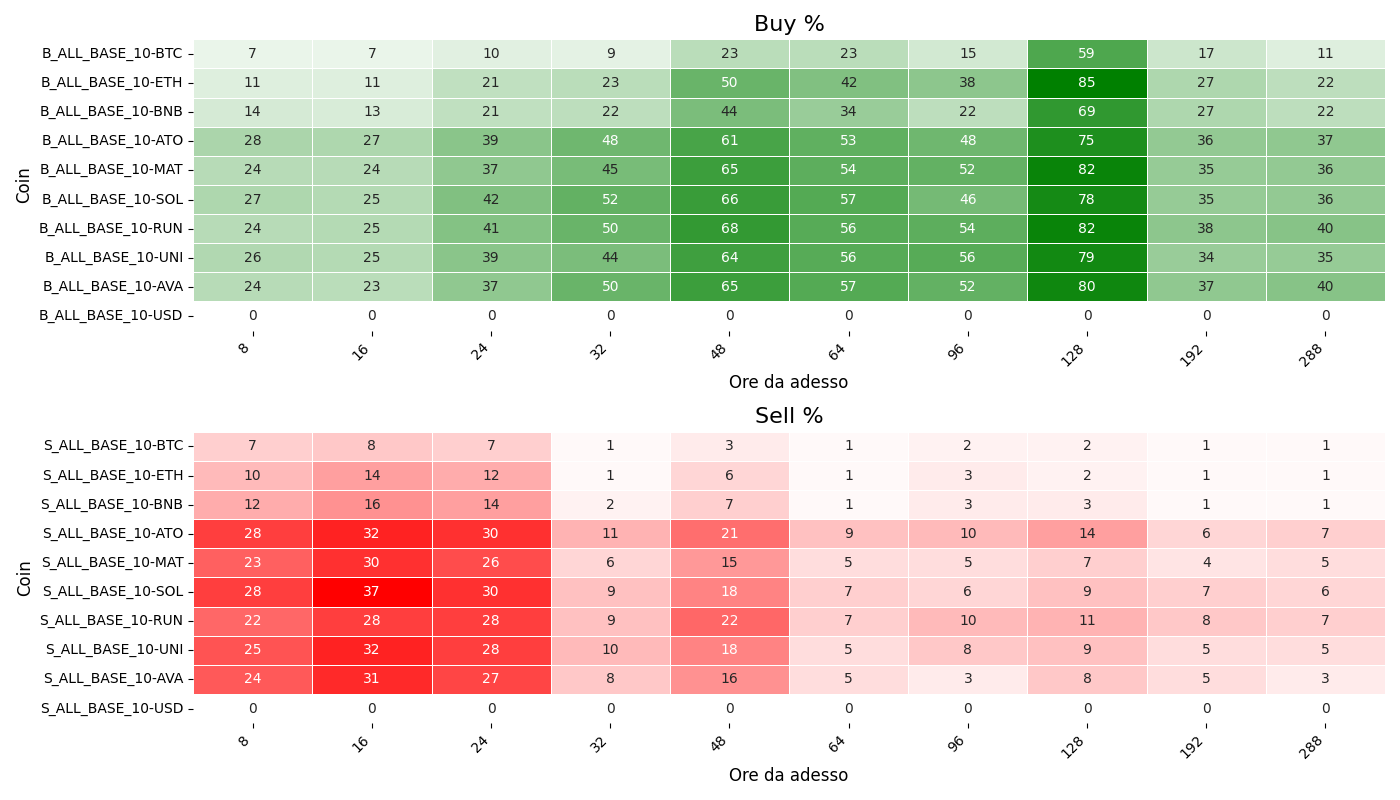 Buy %
Coin
B_ALL_BASE_10-BTC 7 7 10 9 23 23 15 59 17 11
B_ALL_BASE_10-ETH 11 11 21 23 50 42 38 85 27 22
B_ALL_BASE_10-BNB 14 13 21 22 44 34 22 69 27 22
B_ALL_BASE_10-ATO 28 27 39 48 61 53 48 75 36 37
B_ALL_BASE_10-MAT 24 24 37 45 65 54 52 82 35 36
B_ALL_BASE_10-SOL 27 25 42 52 66 57 46 78 35 36
B_ALL_BASE_10-RUN 24 25 41 50 68 56 54 82 38 40
B_ALL_BASE_10-UNI 26 25 39 44 64 56 56 79 34 35
B_ALL_BASE_10-AVA 24 23 37 50 65 57 52 80 37 40
B_ALL_BASE_10-USD 0 0 0 0 0 0 0 0 0 0
8 16 24 32 48 64 96 128 192 288
Ore da adesso
Sell %
Coin
S_ALL_BASE_10-BTC 7 8 7 1 3 1 2 2 1 1
S_ALL_BASE_10-ETH 10 14 12 1 6 1 3 2 1 1
S_ALL_BASE_10-BNB 12 16 14 2 7 1 3 3 1 1
S_ALL_BASE_10-ATO 28 32 30 11 21 9 10 14 6 7
S_ALL_BASE_10-MAT 23 30 26 6 15 5 5 7 4 5
S_ALL_BASE_10-SOL 28 37 30 9 18 7 6 9 7 6
S_ALL_BASE_10-RUN 22 28 28 9 22 7 10 11 8 7
S_ALL_BASE_10-UNI 25 32 28 10 18 5 8 9 5 5
S_ALL_BASE_10-AVA 24 31 27 8 16 5 3 8 5 3
S_ALL_BASE_10-USD 0 0 0 0 0 0 0 0 0 0
8 16 24 32 48 64 96 128 192 288
Ore da adesso